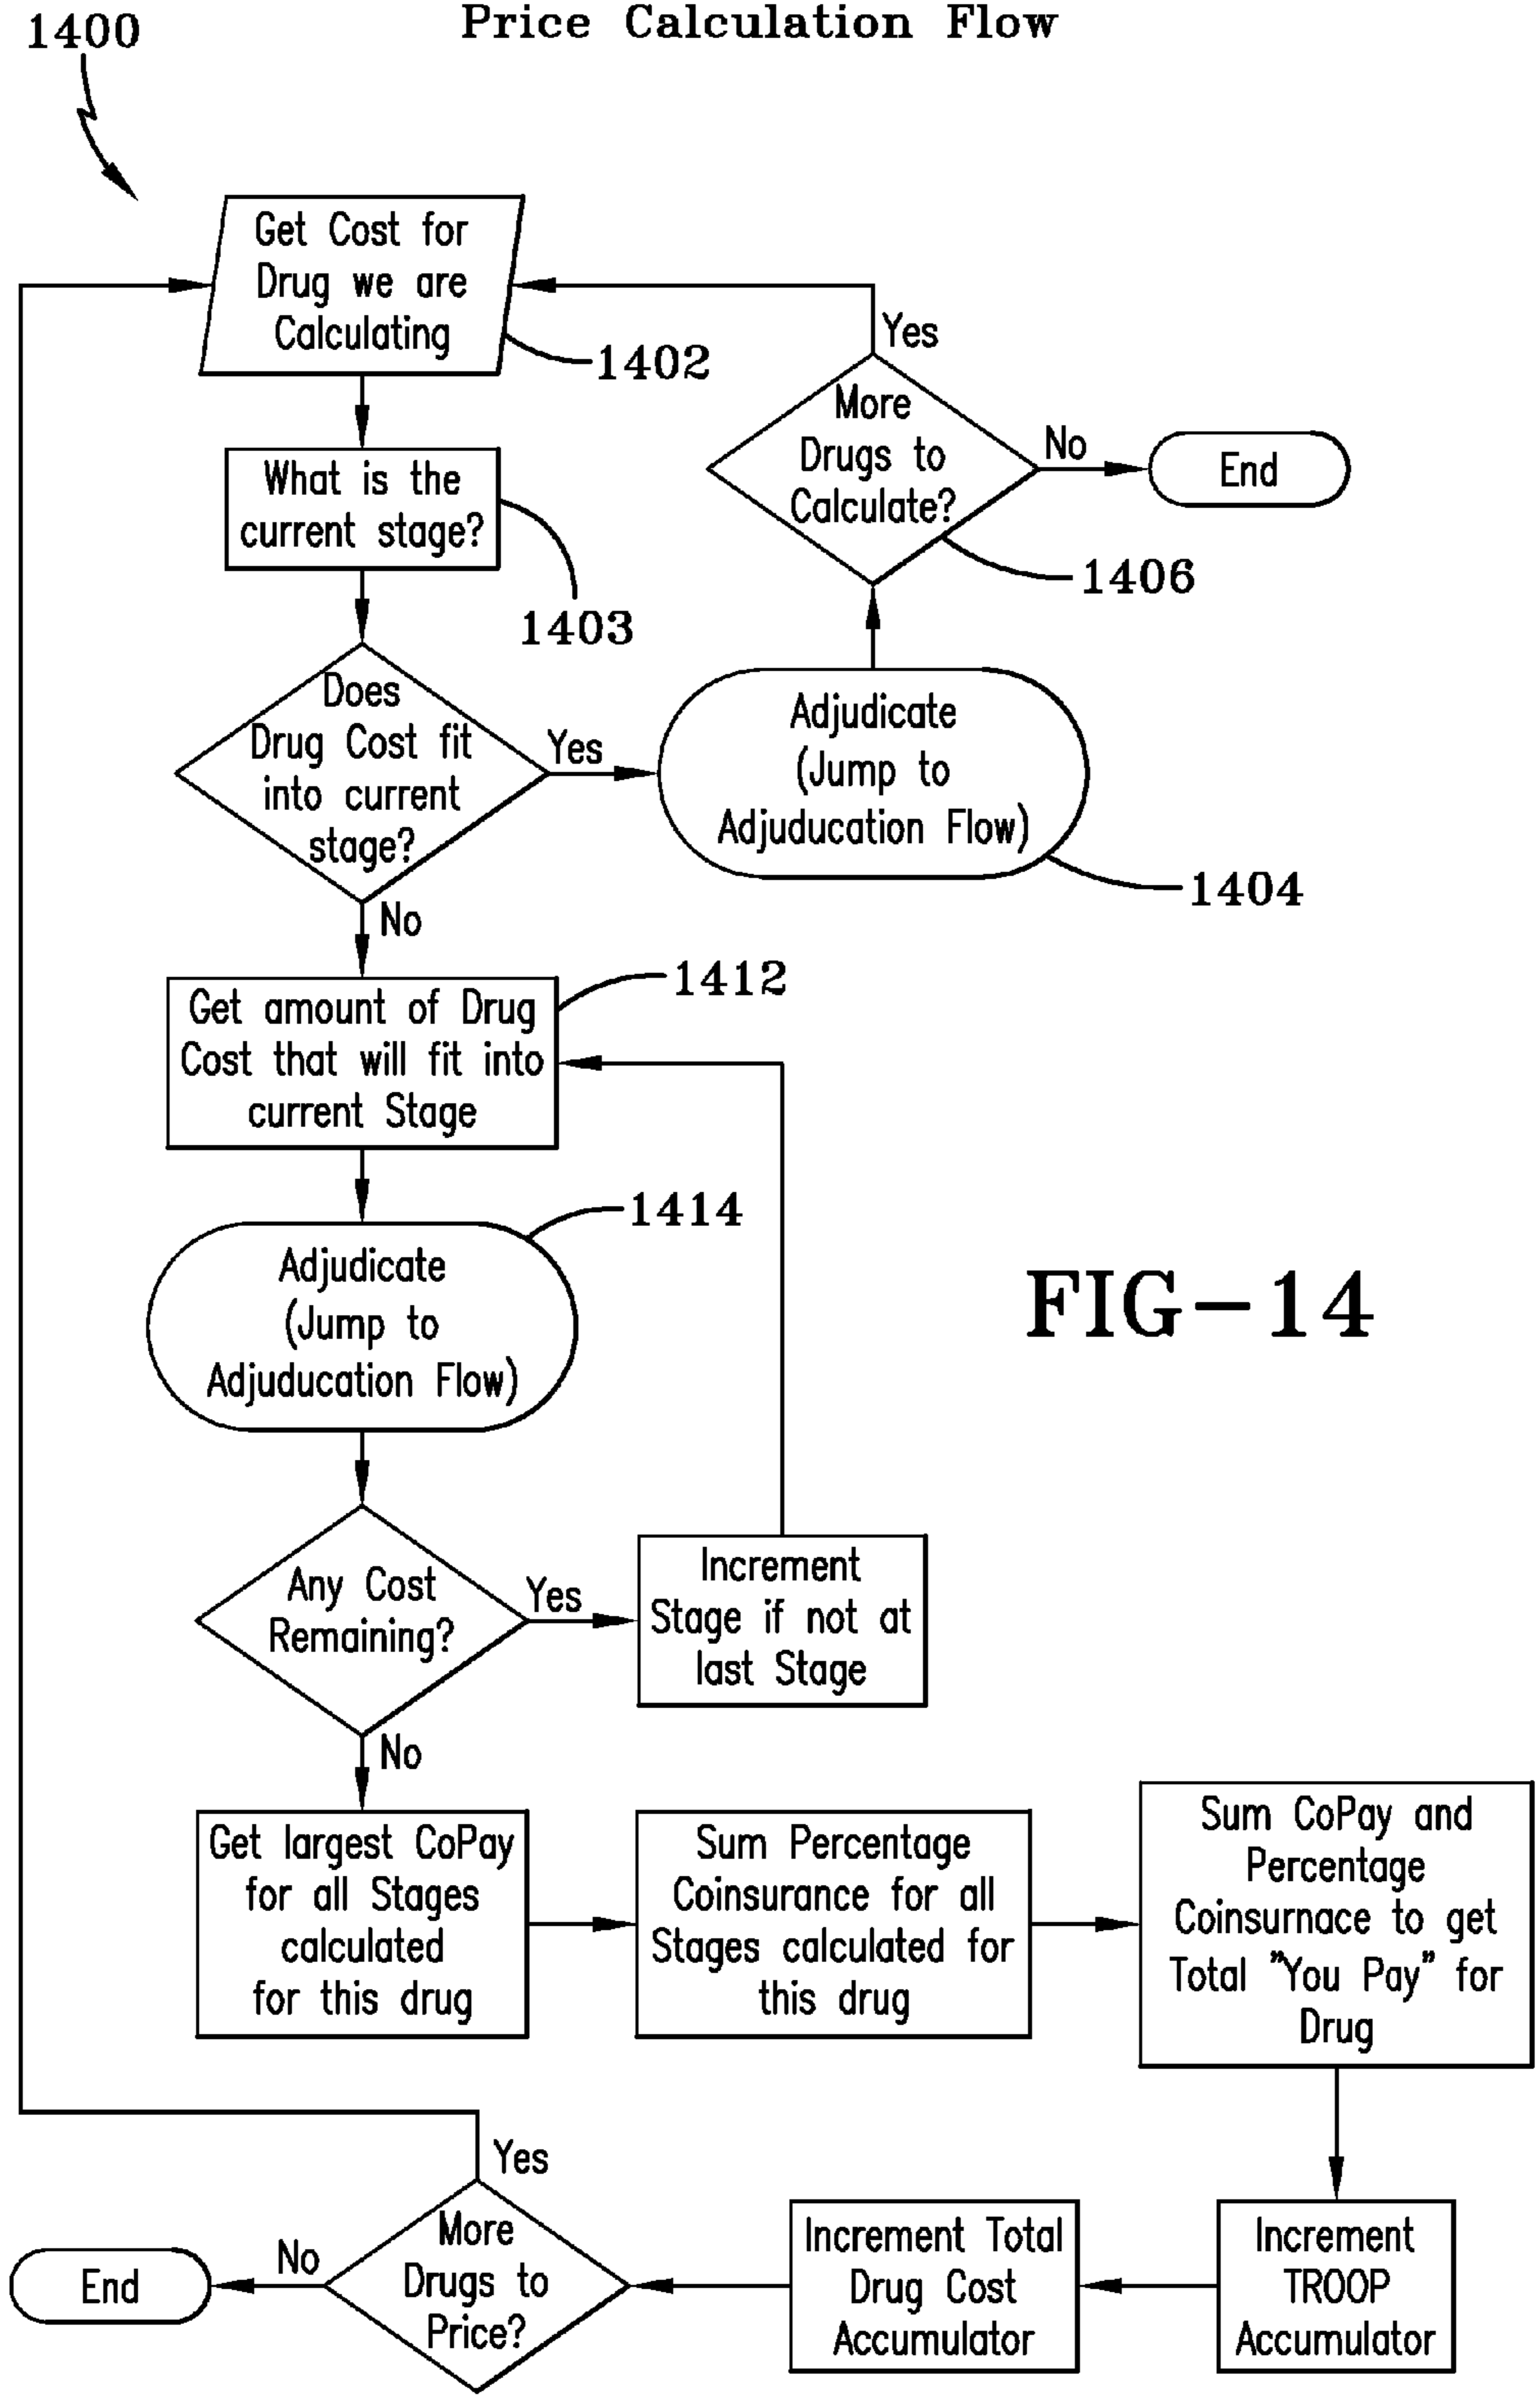 Price Calculation Flow
1400
Get Cost for
Drug we are
Calculating
1402
What is the
current stage?
1403
Does
Drug Cost fit
into current
stage?
Yes
No
Adjudicate
(Jump to
Adjuducation Flow)
1404
More
Drugs to
Calculate?
Yes
No
1406
End
Get amount of Drug
Cost that will fit into
current Stage
1412
Adjudicate
(Jump to
Adjuducation Flow)
1414
FIG-14
Any Cost
Remaining?
Yes
No
Increment
Stage if not at
last Stage
Get largest CoPay
for all Stages
calculated
for this drug
Sum Percentage
Coinsurance for all
Stages calculated for
this drug
Sum CoPay and
Percentage
Coinsurnace to get
Total "You Pay" for
Drug
Increment
TROOP
Accumulator
Increment Total
Drug Cost
Accumulator
More
Drugs to
Price?
Yes
No
End